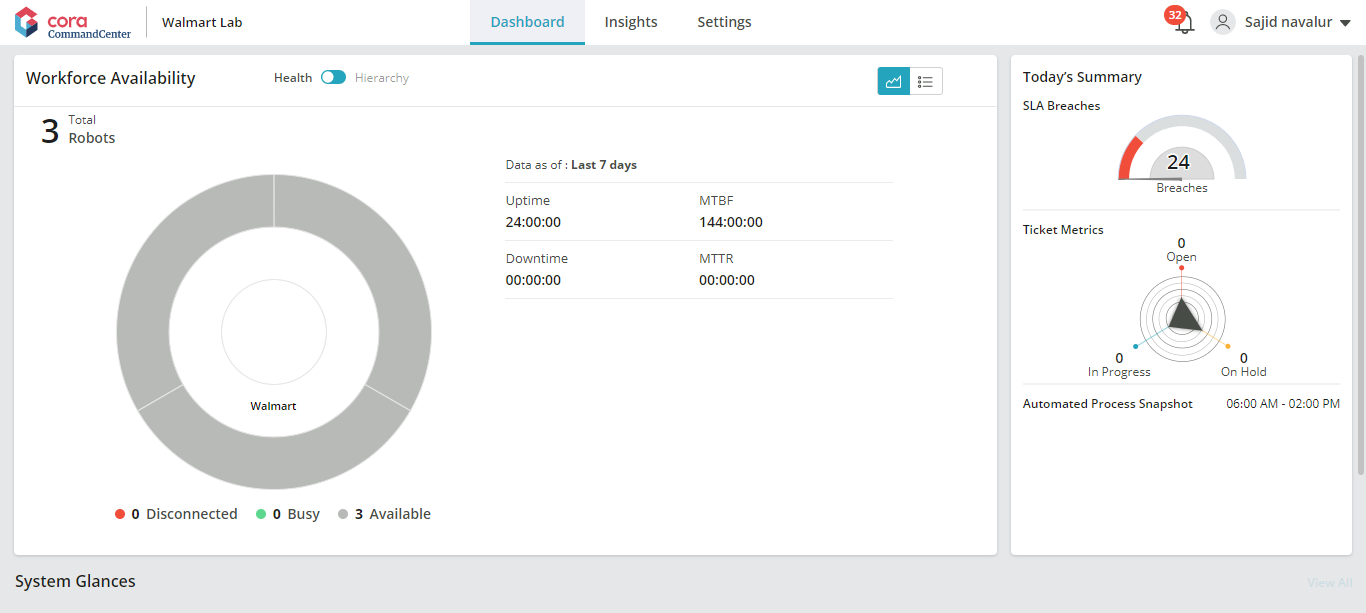 cora
CommandCenter
Walmart Lab
Dashboard
Insights
Settings
32
Sajid navalur
Workforce Availability
Health
Hierarchy
3 Total
Robots
Walmart
0 Disconnected
0 Busy
3 Available
Data as of : Last 7 days
Uptime
24:00:00
MTBF
144:00:00
Downtime
00:00:00
MTTR
00:00:00
Today's Summary
SLA Breaches
24
Breaches
Ticket Metrics
0
Open
0
In Progress
0
On Hold
Automated Process Snapshot
06:00 AM - 02:00 PM
System Glances
View All